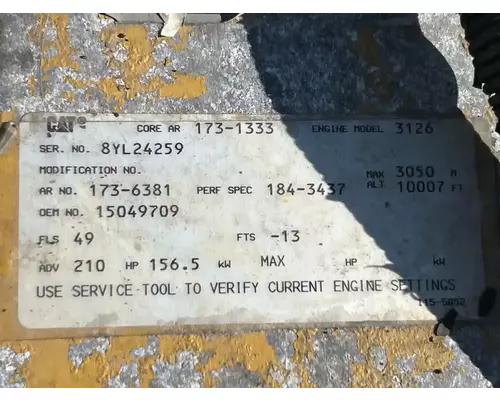 CAT® CORE AR 173-1333 ENGINE MODEL 3126
SER. NO. 8YL24259
MODIFICATION NO. MAX 3050 M
AR NO. 173-6381 PERF SPEC 184-3437 ALT 10007 FT
OEM NO. 15049709
FLS 49 FTS -13
ADV 210 HP 156.5 kW MAX HP kW
USE SERVICE TOOL TO VERIFY CURRENT ENGINE SETTINGS
115-5852